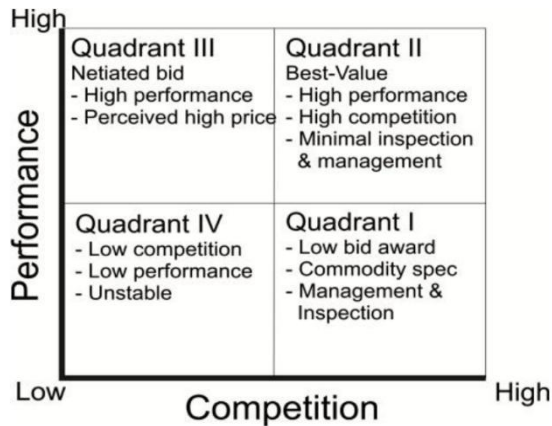 High
Quadrant III
Netiated bid
- High performance
- Perceived high price
Quadrant II
Best-Value
- High performance
- High competition
- Minimal inspection
& management
Performance
Quadrant IV
- Low competition
- Low performance
- Unstable
Quadrant I
- Low bid award
- Commodity spec
- Management &
Inspection
Low
Competition
High